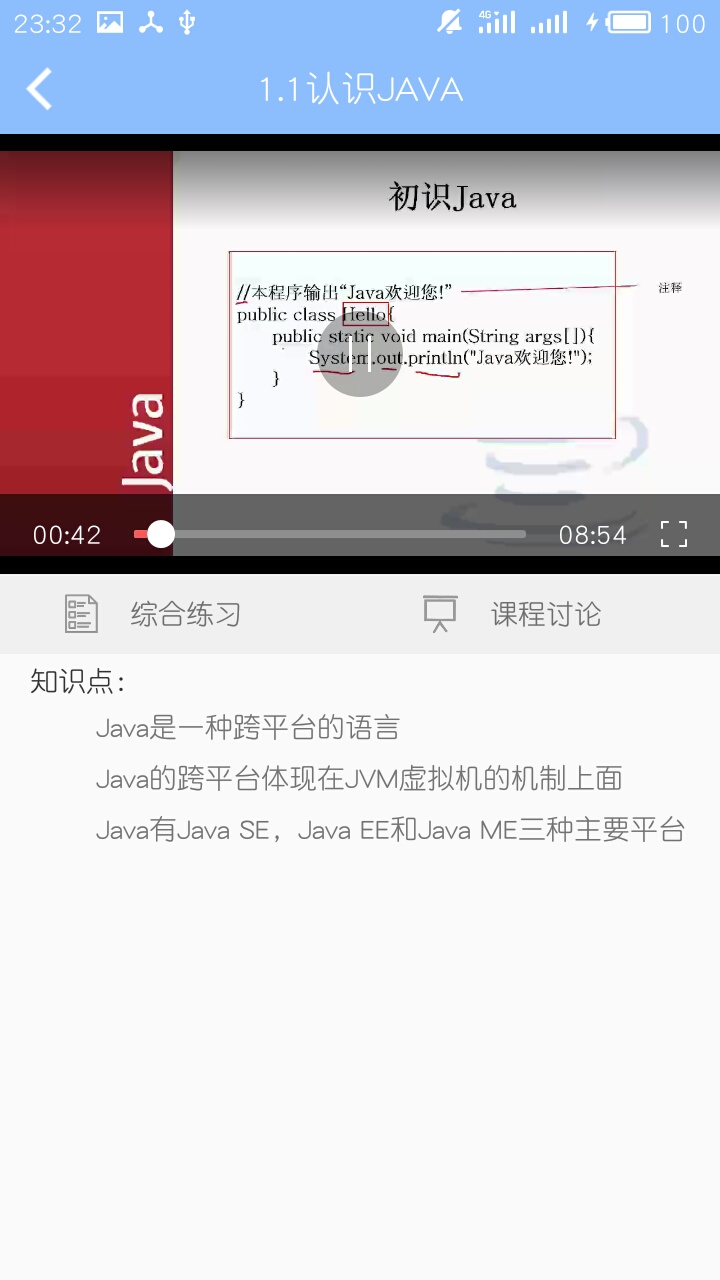 23:32
4G
100
1.1认识JAVA
初识Java
//本程序输出“Java欢迎您!”
注释
public class Hello{
public static void main(String args[]){
System.out.println("Java欢迎您!");
}
}
Java
00:42
08:54
综合练习
课程讨论
知识点：
Java是一种跨平台的语言
Java的跨平台体现在JVM虚拟机的机制上面
Java有Java SE，Java EE和Java ME三种主要平台